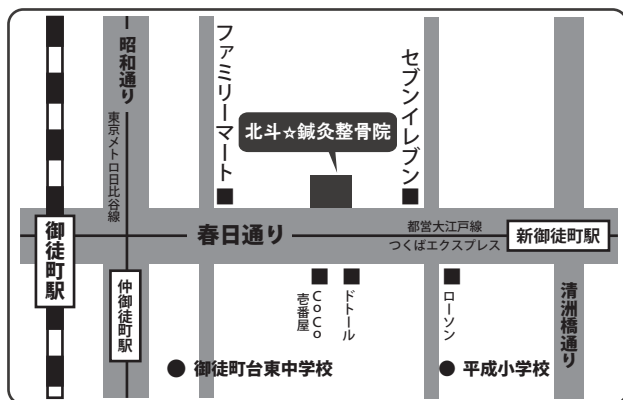 昭和通り
東京メトロ日比谷線
ファミリーマート
北斗☆鍼灸整骨院
セブンイレブン
御徒町駅
春日通り
都営大江戸線
つくばエクスプレス
新御徒町駅
仲御徒町駅
CoCo
壱番屋
ドトール
ローソン
清洲橋通り
御徒町台東中学校
平成小学校